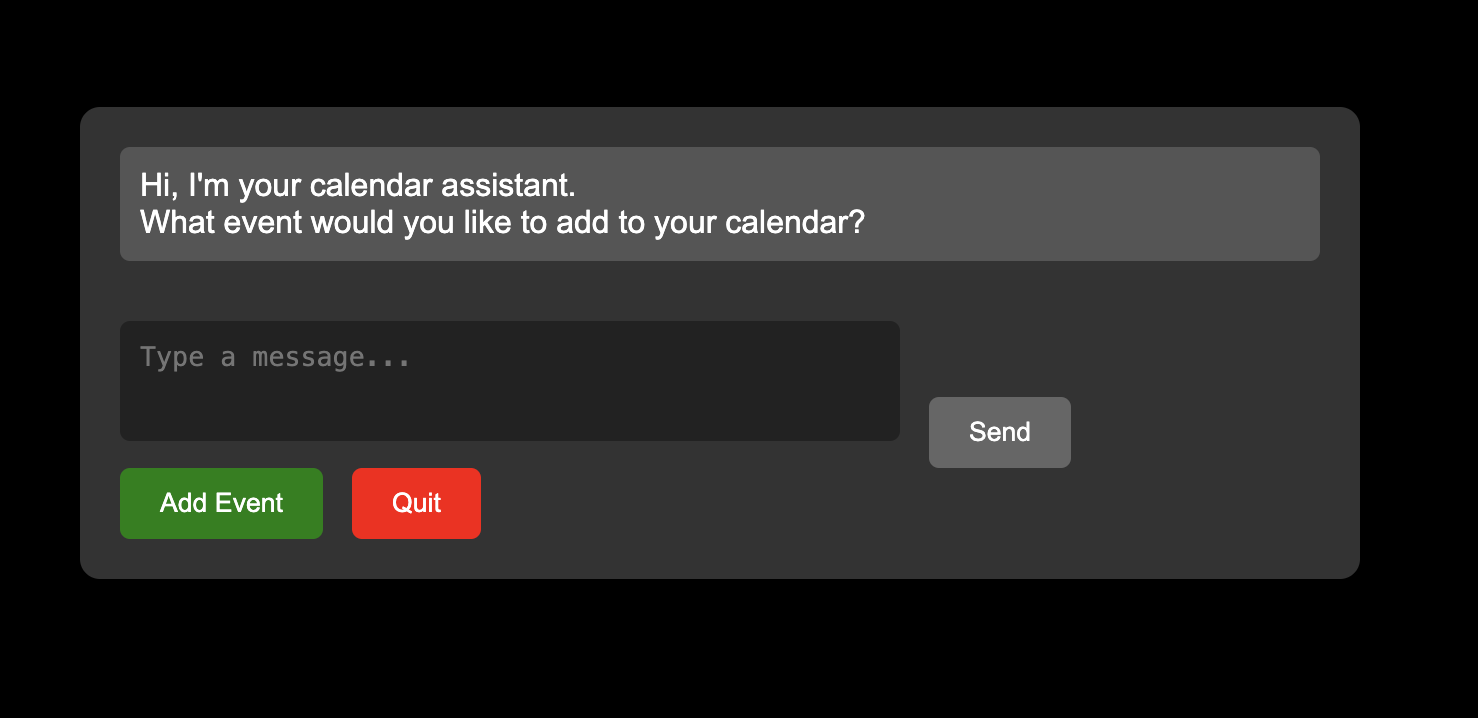 Hi, I'm your calendar assistant.
What event would you like to add to your calendar?
Type a message...
Send
Add Event
Quit